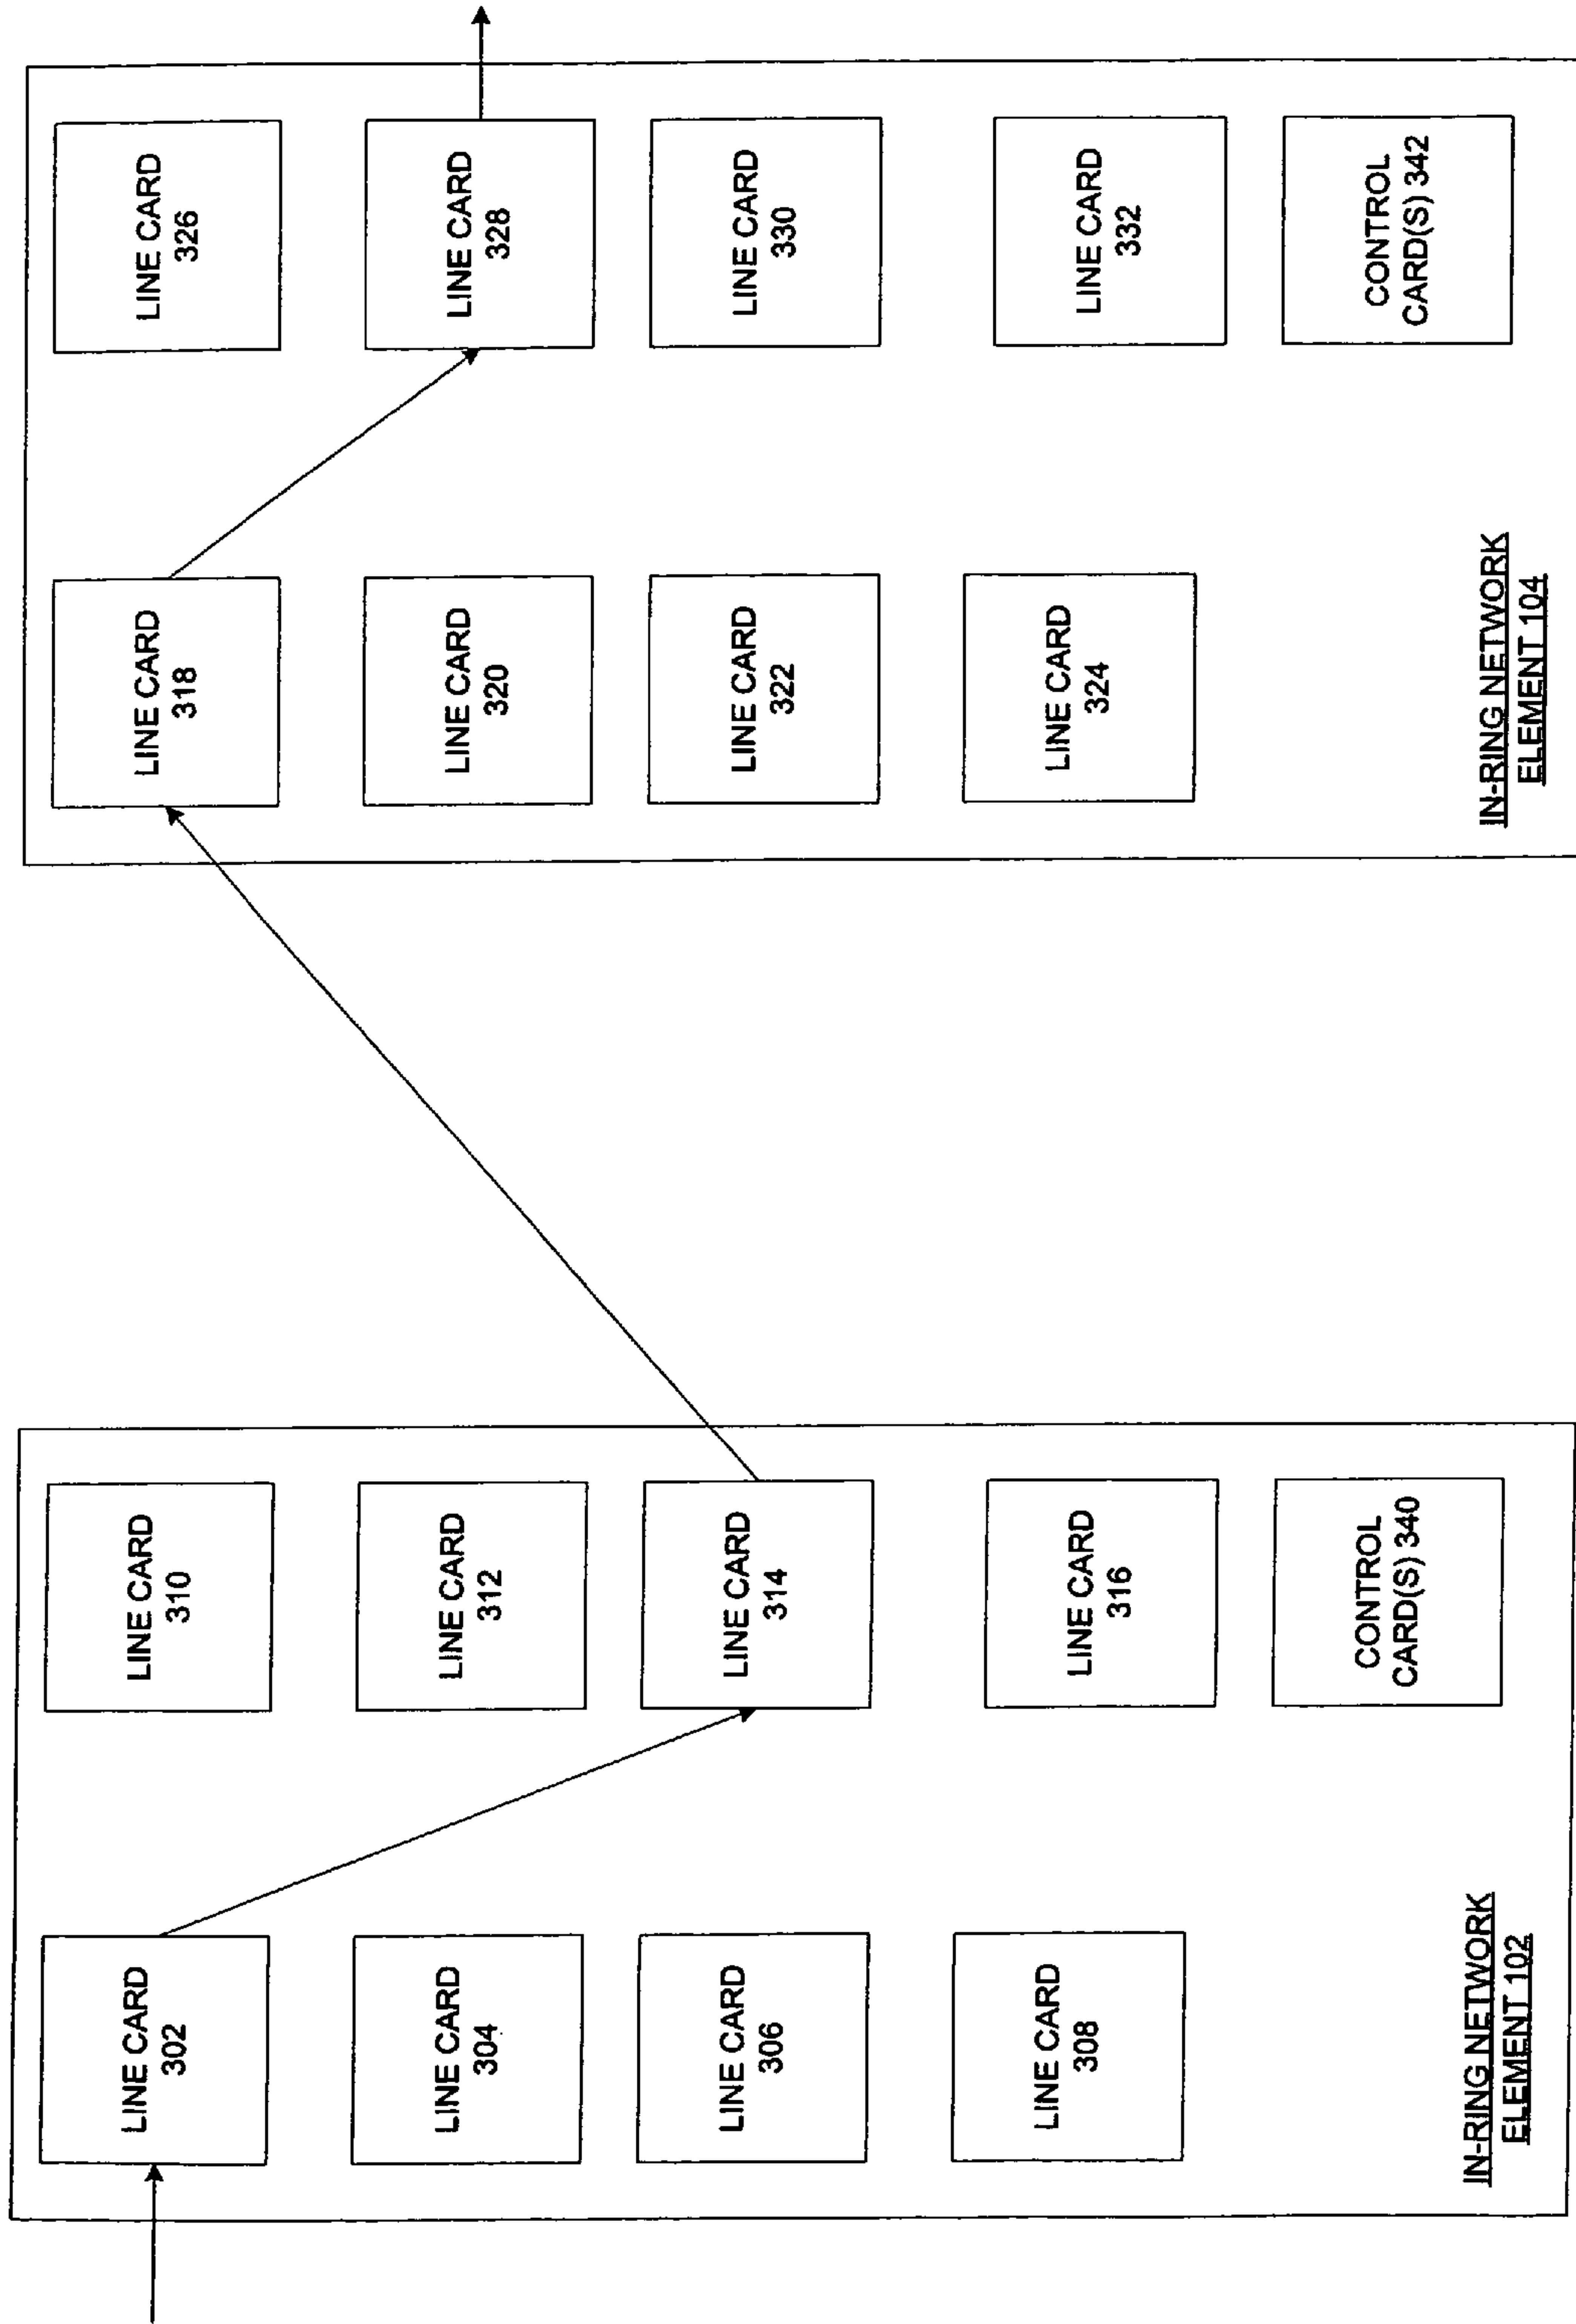 LINE CARD
302
LINE CARD
304
LINE CARD
306
LINE CARD
308
LINE CARD
310
LINE CARD
312
LINE CARD
314
LINE CARD
316
CONTROL
CARD(S) 340
IN-RING NETWORK
ELEMENT 102
LINE CARD
318
LINE CARD
320
LINE CARD
322
LINE CARD
324
LINE CARD
326
LINE CARD
328
LINE CARD
330
LINE CARD
332
CONTROL
CARD(S) 342
IN-RING NETWORK
ELEMENT 104